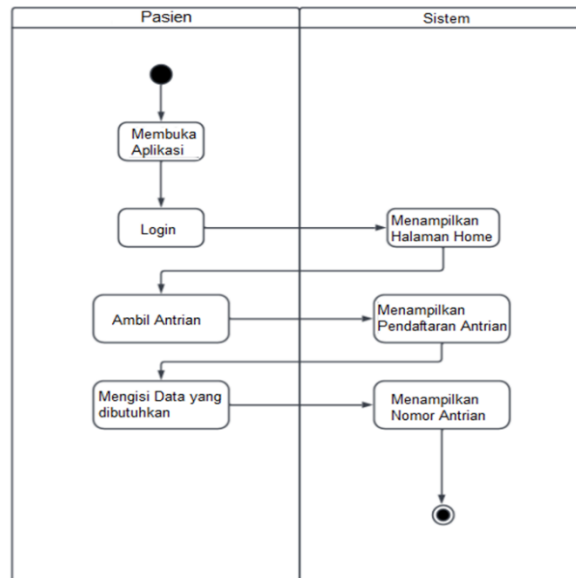 Pasien
Sistem
Membuka
Aplikasi
Login
Menampilkan
Halaman Home
Ambil Antrian
Menampilkan
Pendaftaran Antrian
Mengisi Data yang
dibutuhkan
Menampilkan
Nomor Antrian